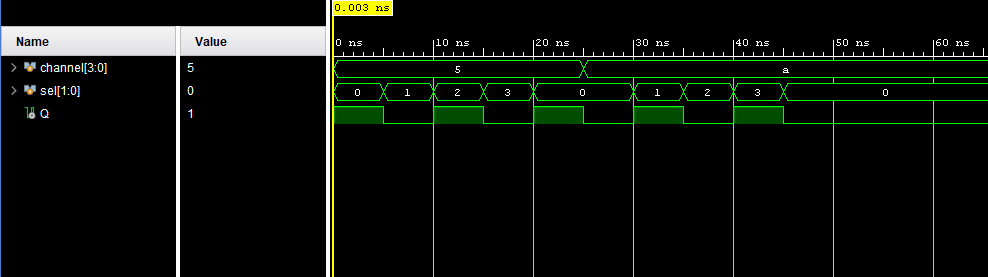 0.003 ns
Name Value 0 ns 10 ns 20 ns 30 ns 40 ns 50 ns 60 ns
channel[3:0] 5 5 a
sel[1:0] 0 0 1 2 3 0 1 2 3 0
Q 1